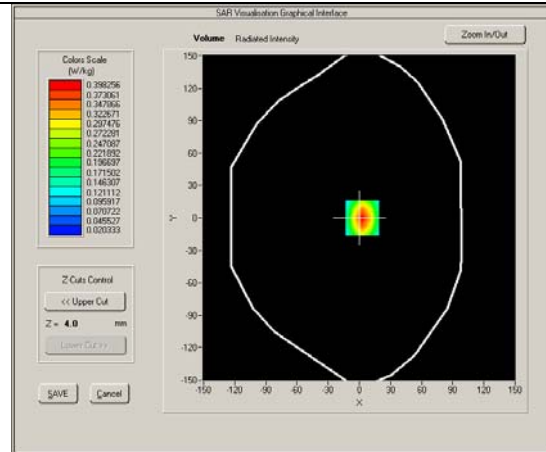 SAR Visualisation Graphical Interface
Volume Radiated Intensity
Zoom In/Out
Colors Scale
(W/kg)
0.398256
0.373061
0.347866
0.322671
0.297476
0.272281
0.247087
0.221892
0.196697
0.171502
0.146307
0.121112
0.095917
0.070722
0.045527
0.020333
Z Cuts Control
<< Upper Cut
Z = 4.0 mm
Lower Cut >>
SAVE Cancel
150
120
90
60
30
0
-30
-60
-90
-120
-150
Y
-150 -120 -90 -60 -30 0 30 60 90 120 150
X